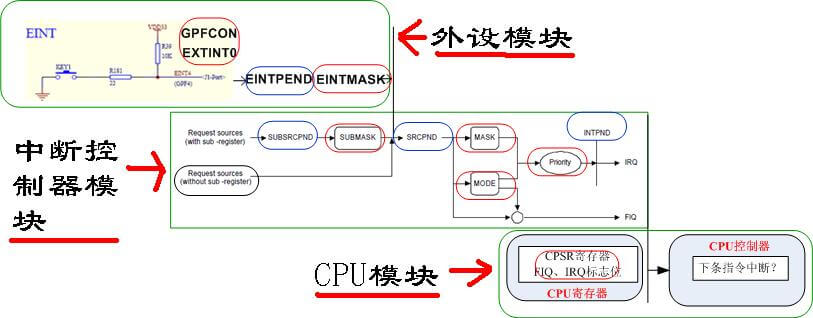 EINT
VDD33
GPFCON
EXTINT0
R39
10K
外设模块
KEY1
R181
22
EINT4
(GPF4)
EINTPEND
EINTMASK
中断控
制器模
块
Request sources
(with sub -register)
SUBSRCPND
SUBMASK
SRCPND
MASK
INTPND
Request sources
(without sub -register)
MODE
Priority
IRQ
FIQ
CPU模块
CPSR寄存器
FIQ、IRQ标志位
CPU寄存器
CPU控制器
下条指令中断?